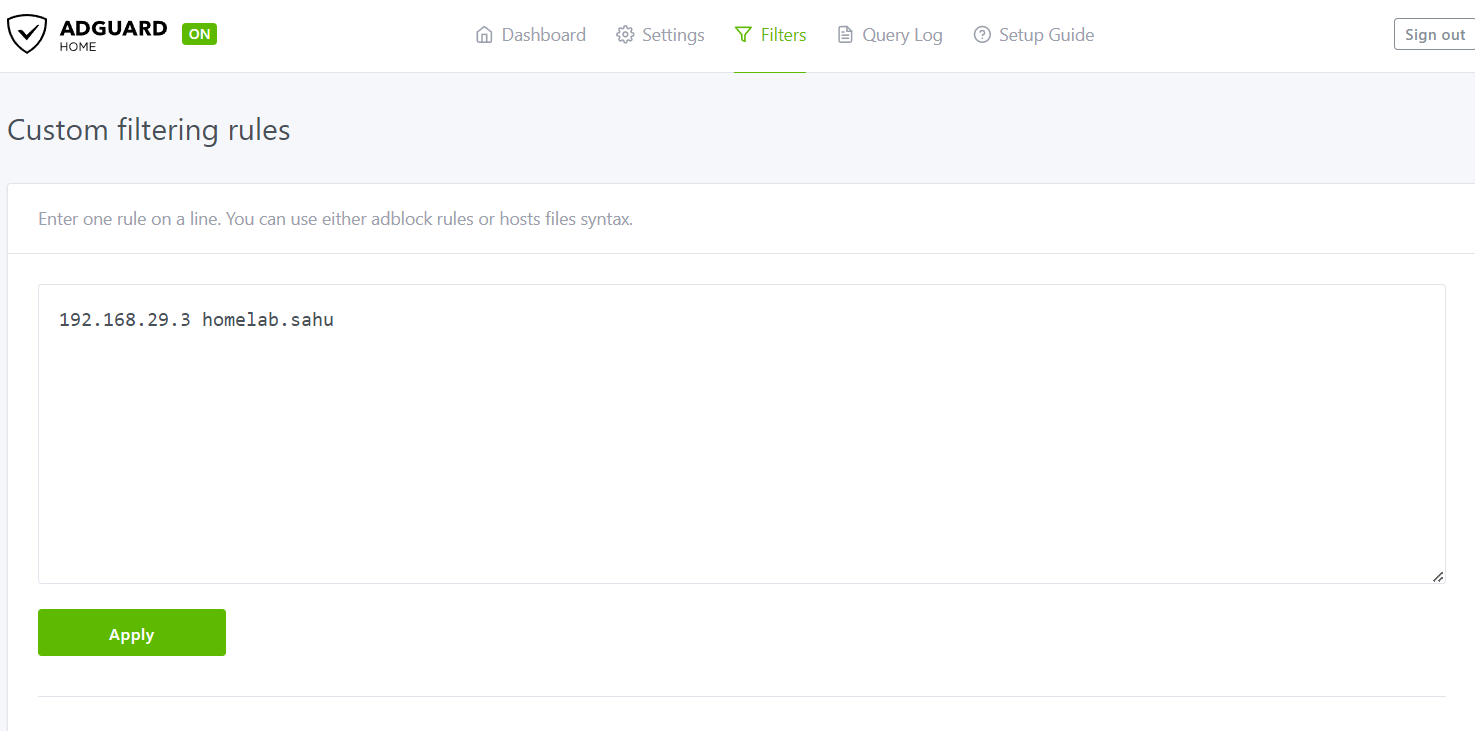 ADGUARD
HOME
ON
Dashboard
Settings
Filters
Query Log
Setup Guide
Sign out
Custom filtering rules
Enter one rule on a line. You can use either adblock rules or hosts files syntax.
192.168.29.3 homelab.sahu
Apply